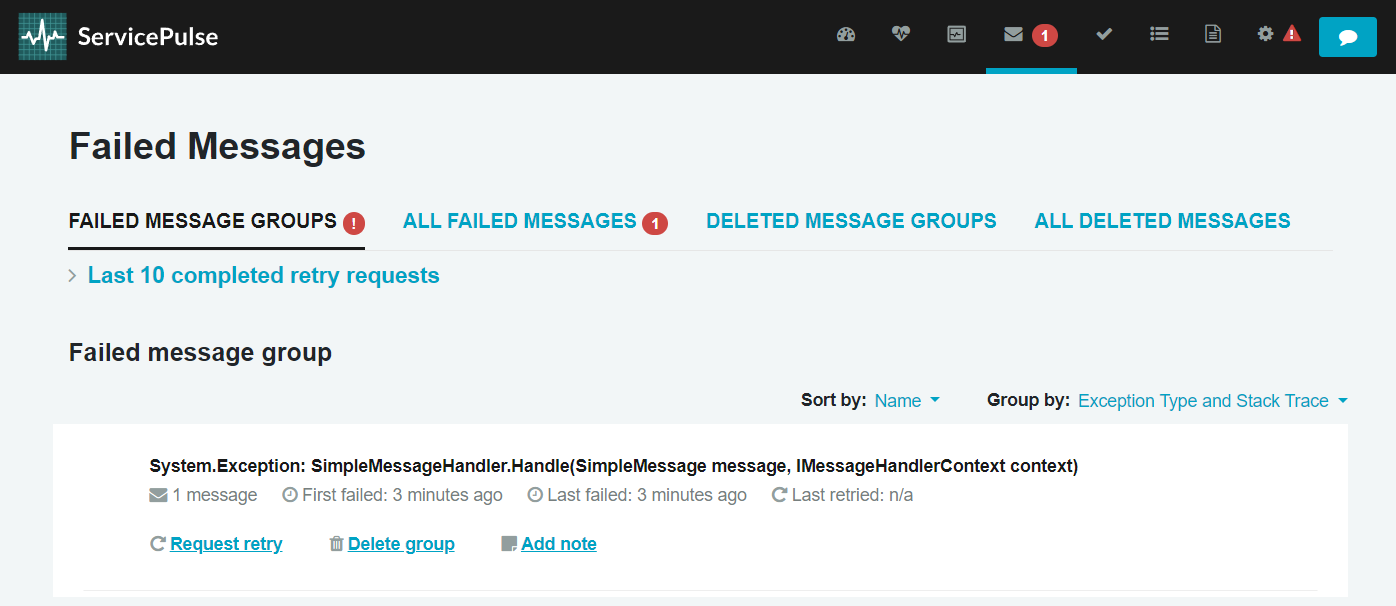 ServicePulse
1
Failed Messages
FAILED MESSAGE GROUPS ! ALL FAILED MESSAGES 1 DELETED MESSAGE GROUPS ALL DELETED MESSAGES
Last 10 completed retry requests
Failed message group
Sort by: Name Group by: Exception Type and Stack Trace
System.Exception: SimpleMessageHandler.Handle(SimpleMessage message, IMessageHandlerContext context)
1 message First failed: 3 minutes ago Last failed: 3 minutes ago Last retried: n/a
Request retry Delete group Add note